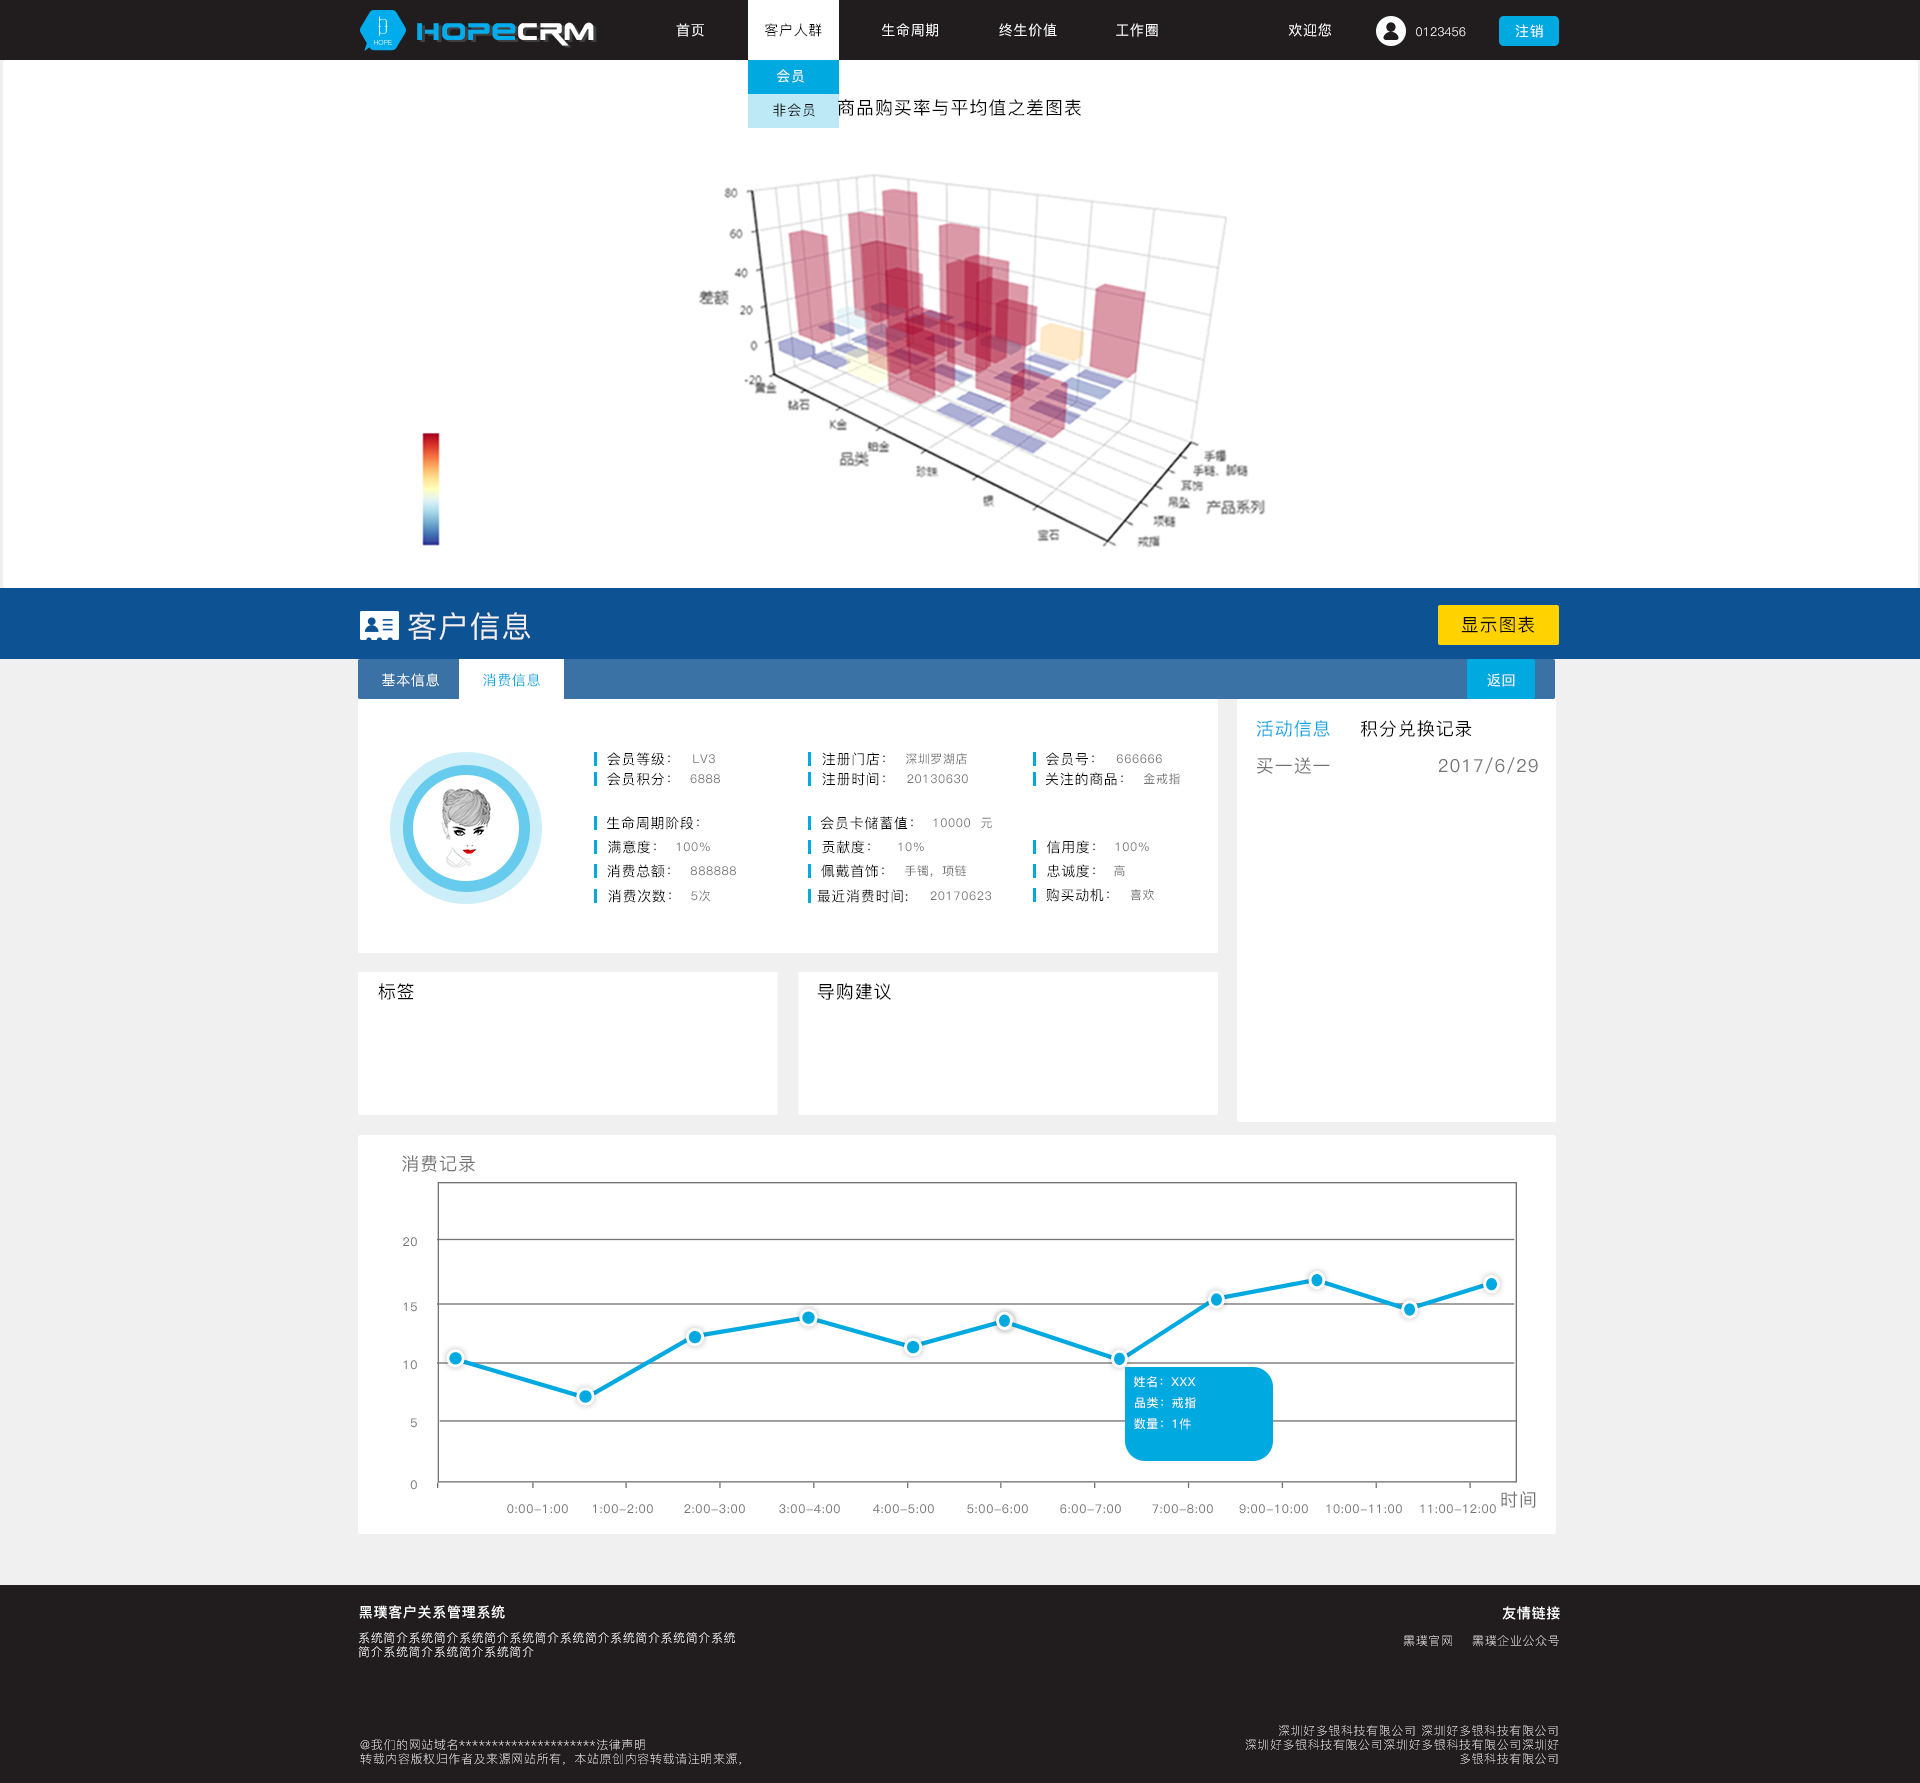 HOPE
HOPECRM
首页
客户人群
生命周期
终生价值
工作圈
欢迎您
0123456
注销
会员
非会员
商品购买率与平均值之差图表
80
60
40
20
0
-20
差额
黄金
钻石
K金
铂金
珍珠
银
宝石
品类
手镯
手链、脚链
耳饰
吊坠
项链
戒指
产品系列
客户信息
显示图表
基本信息
消费信息
返回
会员等级: LV3
注册门店: 深圳罗湖店
会员号: 666666
会员积分: 6888
注册时间: 20130630
关注的商品: 金戒指
生命周期阶段:
会员卡储蓄值: 10000 元
满意度: 100%
贡献度: 10%
信用度: 100%
消费总额: 888888
佩戴首饰: 手镯，项链
忠诚度: 高
消费次数: 5次
最近消费时间: 20170623
购买动机: 喜欢
活动信息 积分兑换记录
买一送一 2017/6/29
标签
导购建议
消费记录
20
15
10
5
0
姓名：XXX
品类：戒指
数量：1件
0:00-1:00 1:00-2:00 2:00-3:00 3:00-4:00 4:00-5:00 5:00-6:00 6:00-7:00 7:00-8:00 9:00-10:00 10:00-11:00 11:00-12:00
时间
黑璞客户关系管理系统
系统简介系统简介系统简介系统简介系统简介系统简介系统简介系统
简介系统简介系统简介系统简介
友情链接
黑璞官网 黑璞企业公众号
@我们的网站域名*********************法律声明
转载内容版权归作者及来源网站所有，本站原创内容转载请注明来源，
深圳好多银科技有限公司 深圳好多银科技有限公司
深圳好多银科技有限公司深圳好多银科技有限公司深圳好
多银科技有限公司